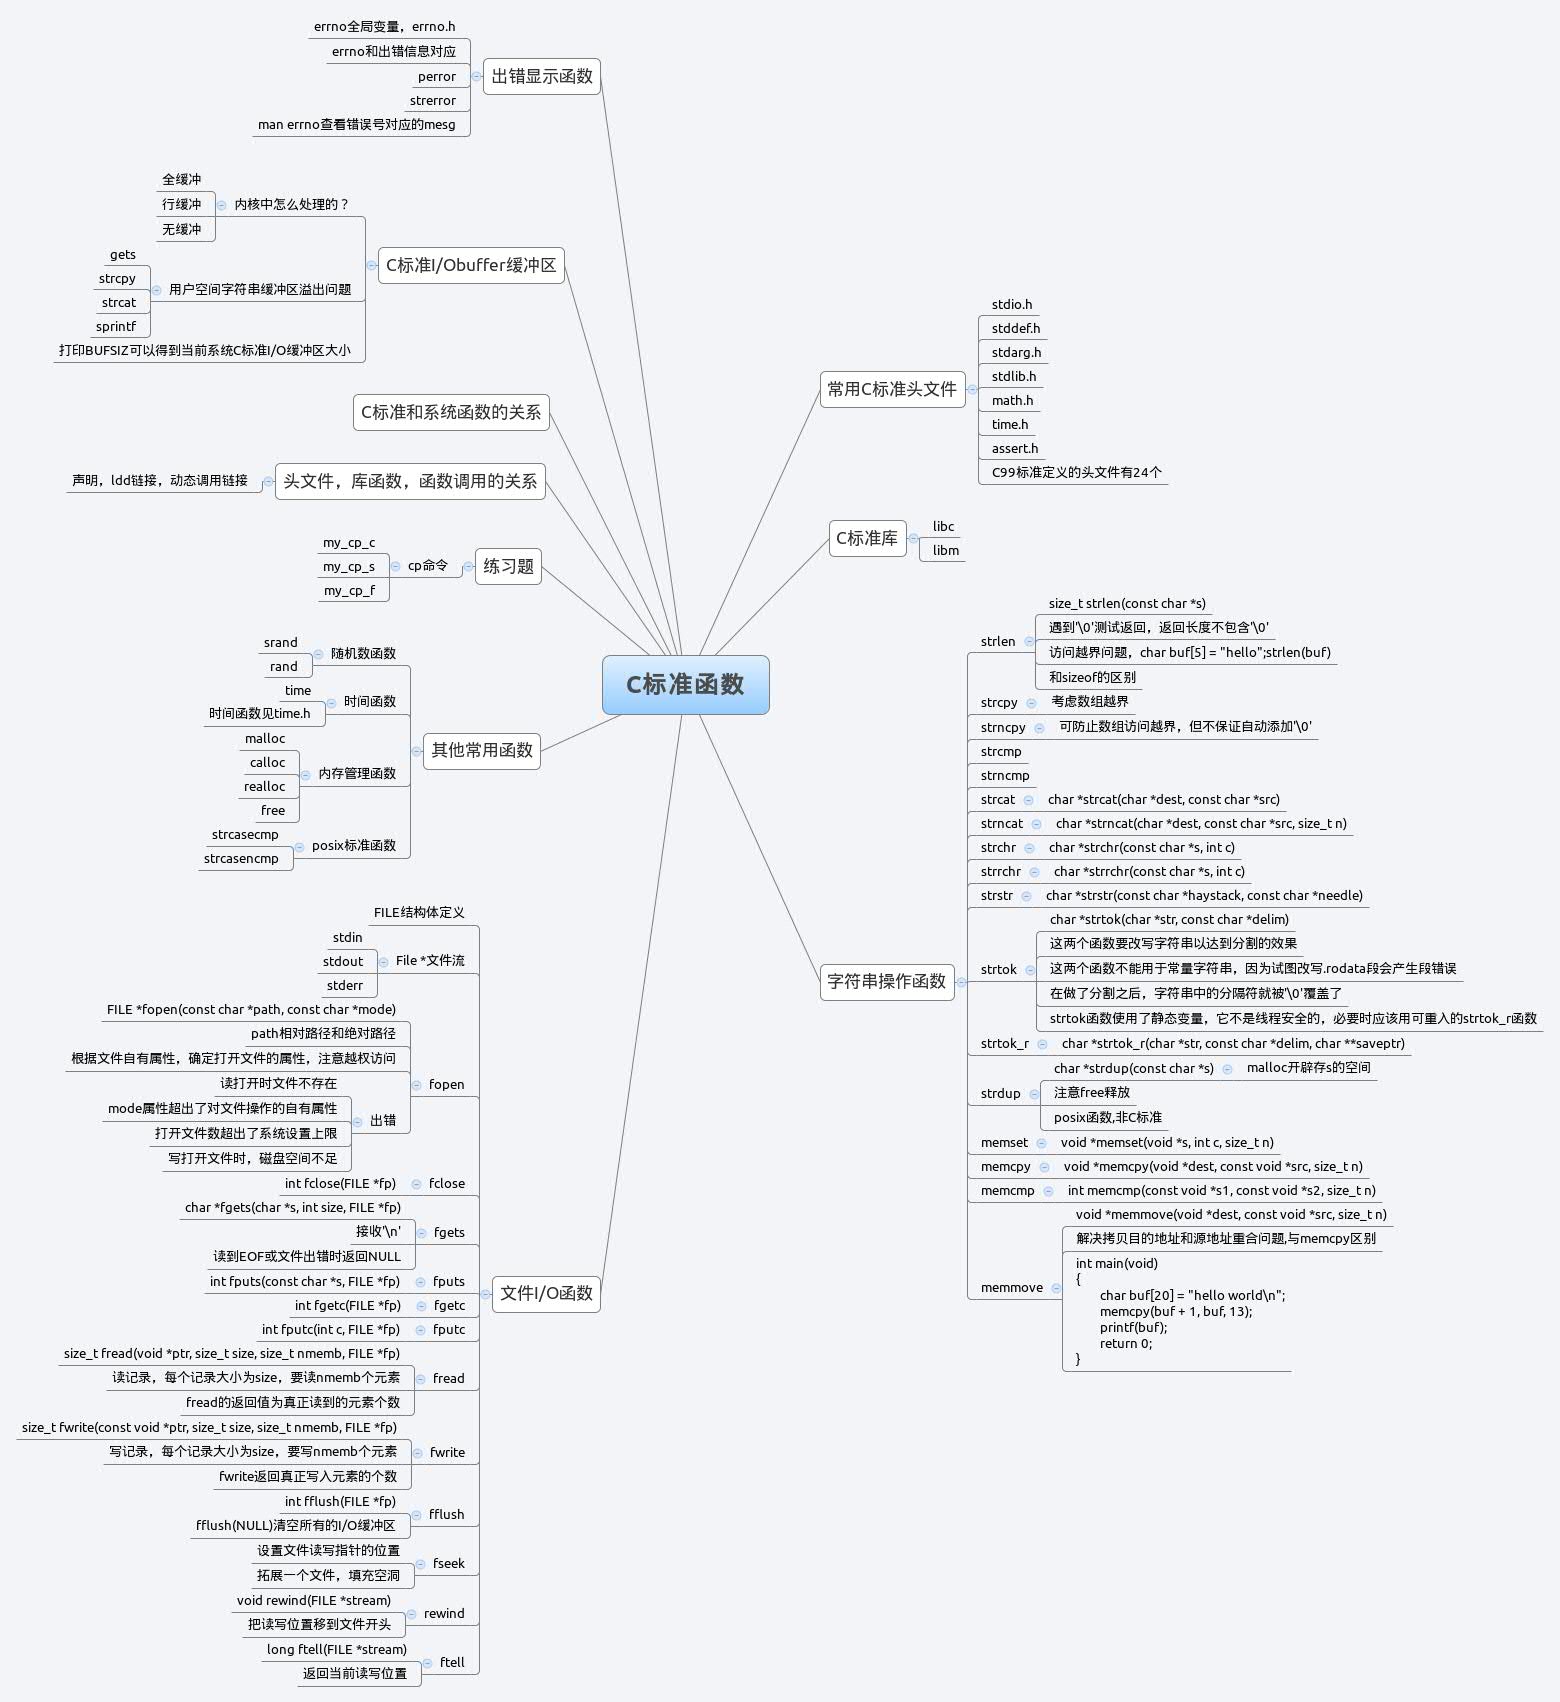 C标准函数
出错显示函数
errno全局变量，errno.h
errno和出错信息对应
perror
strerror
man errno查看错误号对应的mesg
C标准I/Obuffer缓冲区
内核中怎么处理的？
全缓冲
行缓冲
无缓冲
用户空间字符串缓冲区溢出问题
gets
strcpy
strcat
sprintf
打印BUFSIZ可以得到当前系统C标准I/O缓冲区大小
C标准和系统函数的关系
头文件，库函数，函数调用的关系
声明，ldd链接，动态调用链接
练习题
cp命令
my_cp_c
my_cp_s
my_cp_f
其他常用函数
随机数函数
srand
rand
时间函数
time
时间函数见time.h
内存管理函数
malloc
calloc
realloc
free
posix标准函数
strcasecmp
strcasencmp
文件I/O函数
FILE结构体定义
File *文件流
stdin
stdout
stderr
fopen
FILE *fopen(const char *path, const char *mode)
path相对路径和绝对路径
根据文件自有属性，确定打开文件的属性，注意越权访问
出错
读打开时文件不存在
mode属性超出了对文件操作的自有属性
打开文件数超出了系统设置上限
写打开文件时，磁盘空间不足
fclose
int fclose(FILE *fp)
fgets
char *fgets(char *s, int size, FILE *fp)
接收'\n'
读到EOF或文件出错时返回NULL
fputs
int fputs(const char *s, FILE *fp)
fgetc
int fgetc(FILE *fp)
fputc
int fputc(int c, FILE *fp)
fread
size_t fread(void *ptr, size_t size, size_t nmemb, FILE *fp)
读记录，每个记录大小为size，要读nmemb个元素
fread的返回值为真正读到的元素个数
fwrite
size_t fwrite(const void *ptr, size_t size, size_t nmemb, FILE *fp)
写记录，每个记录大小为size，要写nmemb个元素
fwrite返回真正写入元素的个数
fflush
int fflush(FILE *fp)
fflush(NULL)清空所有的I/O缓冲区
fseek
设置文件读写指针的位置
拓展一个文件，填充空洞
rewind
void rewind(FILE *stream)
把读写位置移到文件开头
ftell
long ftell(FILE *stream)
返回当前读写位置
常用C标准头文件
stdio.h
stddef.h
stdarg.h
stdlib.h
math.h
time.h
assert.h
C99标准定义的头文件有24个
C标准库
libc
libm
字符串操作函数
strlen
size_t strlen(const char *s)
遇到'\0'测试返回，返回长度不包含'\0'
访问越界问题，char buf[5] = "hello";strlen(buf)
和sizeof的区别
strcpy
考虑数组越界
strncpy
可防止数组访问越界，但不保证自动添加'\0'
strcmp
strncmp
strcat
char *strcat(char *dest, const char *src)
strncat
char *strncat(char *dest, const char *src, size_t n)
strchr
char *strchr(const char *s, int c)
strrchr
char *strrchr(const char *s, int c)
strstr
char *strstr(const char *haystack, const char *needle)
strtok
char *strtok(char *str, const char *delim)
这两个函数要改写字符串以达到分割的效果
这两个函数不能用于常量字符串，因为试图改写.rodata段会产生段错误
在做了分割之后，字符串中的分隔符就被'\0'覆盖了
strtok函数使用了静态变量，它不是线程安全的，必要时应该用可重入的strtok_r函数
strtok_r
char *strtok_r(char *str, const char *delim, char **saveptr)
strdup
char *strdup(const char *s)
malloc开辟存s的空间
注意free释放
posix函数,非C标准
memset
void *memset(void *s, int c, size_t n)
memcpy
void *memcpy(void *dest, const void *src, size_t n)
memcmp
int memcmp(const void *s1, const void *s2, size_t n)
memmove
void *memmove(void *dest, const void *src, size_t n)
解决拷贝目的地址和源地址重合问题,与memcpy区别
int main(void)
{
char buf[20] = "hello world\n";
memcpy(buf + 1, buf, 13);
printf(buf);
return 0;
}